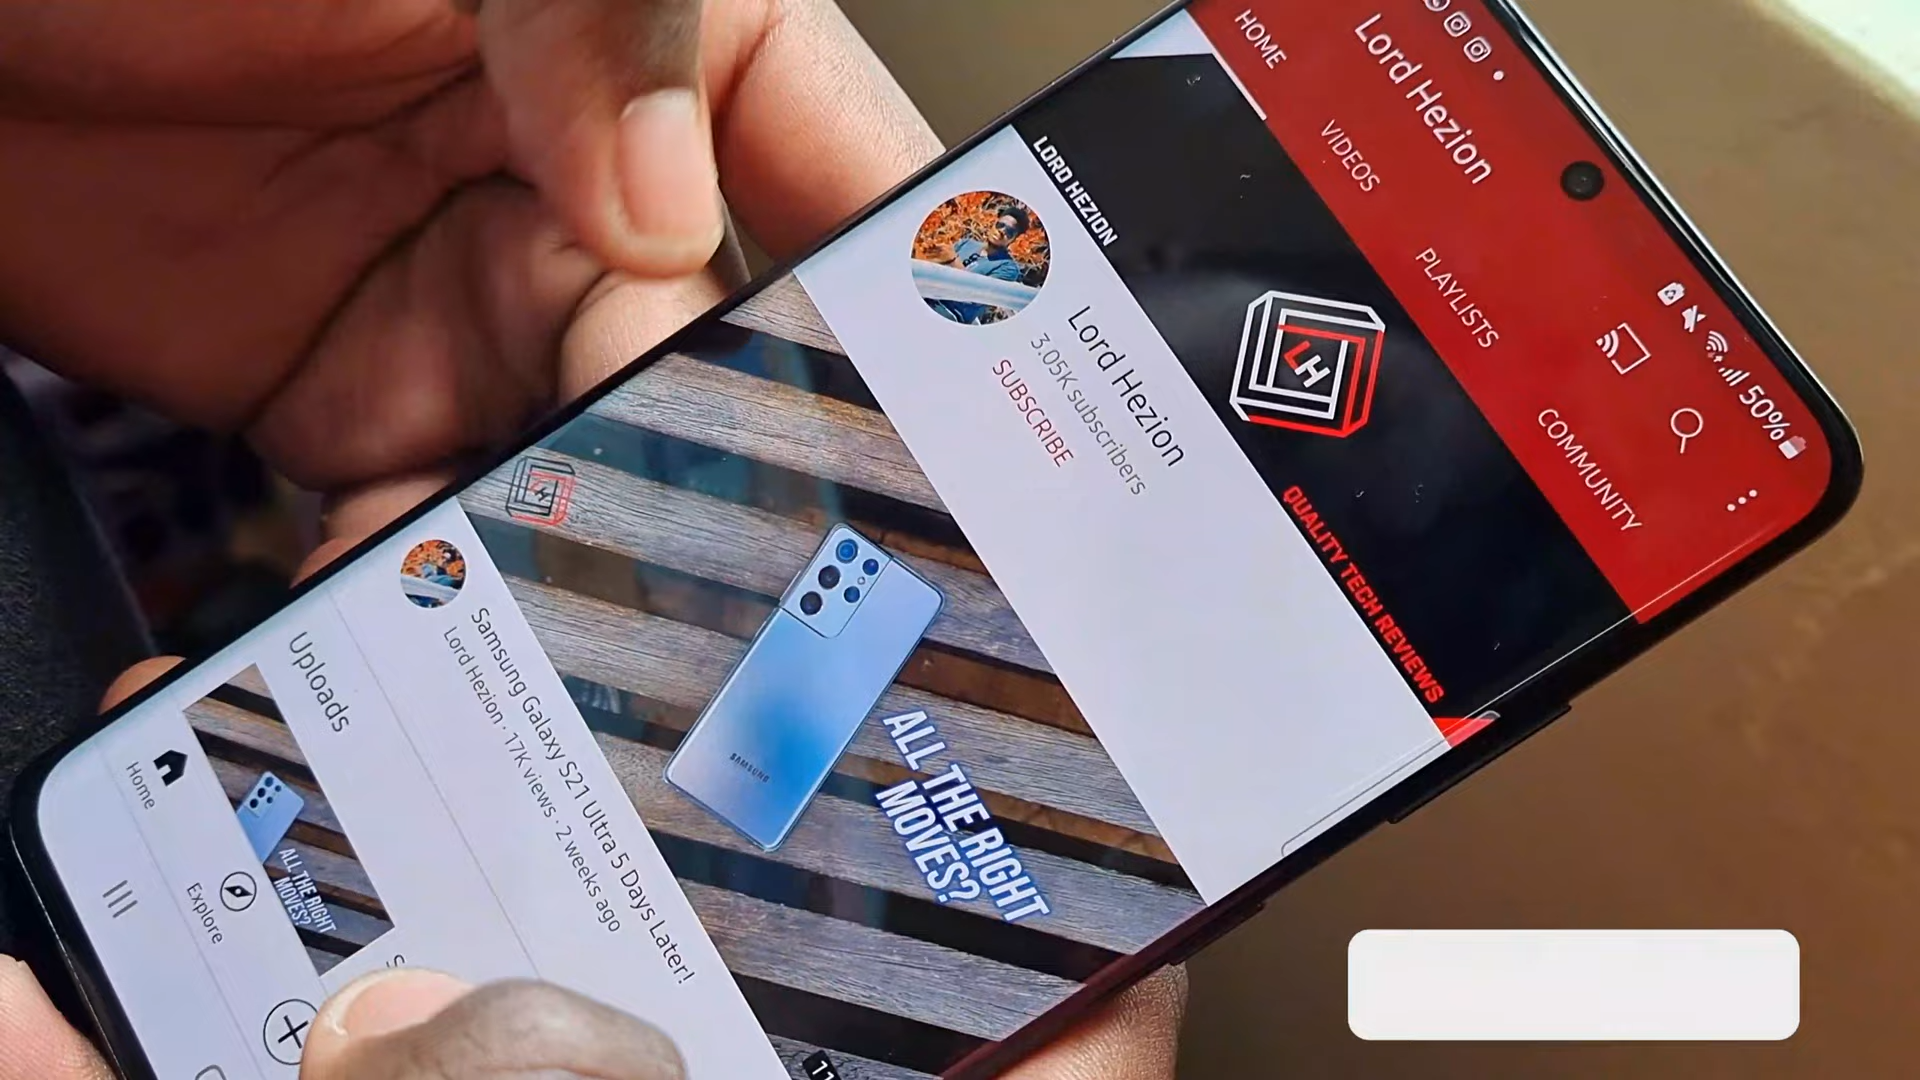 50%
Lord Hezion
HOME
VIDEOS
PLAYLISTS
COMMUNITY
LH
LORD HEZION
QUALITY TECH REVIEWS
Lord Hezion
3.05K subscribers
SUBSCRIBE
LH
SAMSUNG
ALL THE RIGHT
MOVES?
Samsung Galaxy S21 Ultra 5 Days Later!
Lord Hezion · 17K views · 2 weeks ago
Uploads
ALL THE RIGHT
MOVES?
Home
Explore